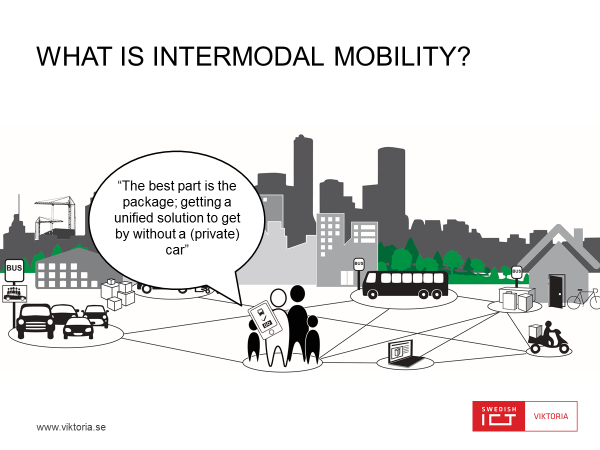 WHAT IS INTERMODAL MOBILITY?
“The best part is the
package; getting a
unified solution to get
by without a (private)
car”
BUS
BUS
BUS
www.viktoria.se
SWEDISH
ICT
VIKTORIA